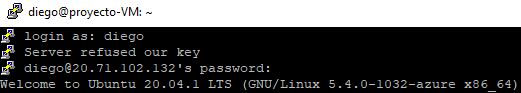 diego@proyecto-VM: ~
login as: diego
Server refused our key
diego@20.71.102.132's password:
Welcome to Ubuntu 20.04.1 LTS (GNU/Linux 5.4.0-1032-azure x86_64)